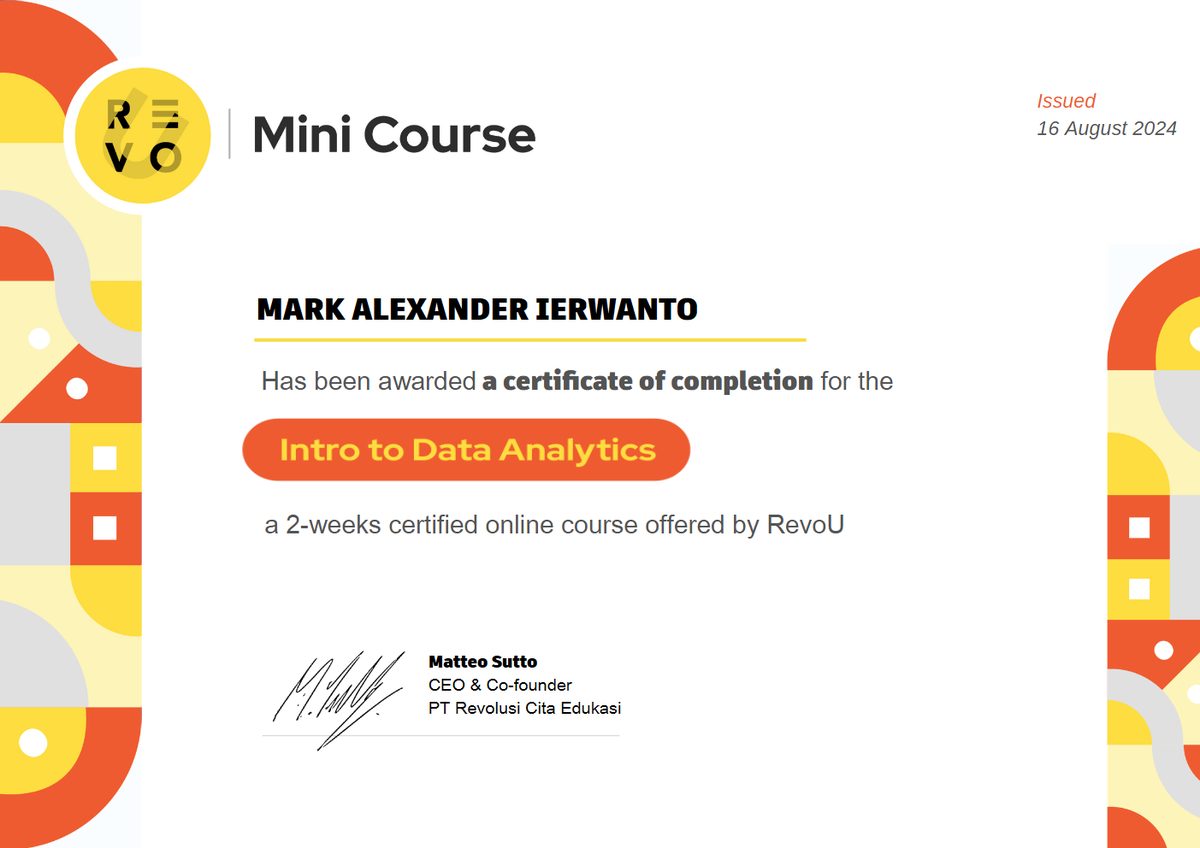 RE
VO
Mini Course
Issued
16 August 2024
MARK ALEXANDER IERWANTO
Has been awarded a certificate of completion for the
Intro to Data Analytics
a 2-weeks certified online course offered by RevoU
Matteo Sutto
CEO & Co-founder
PT Revolusi Cita Edukasi